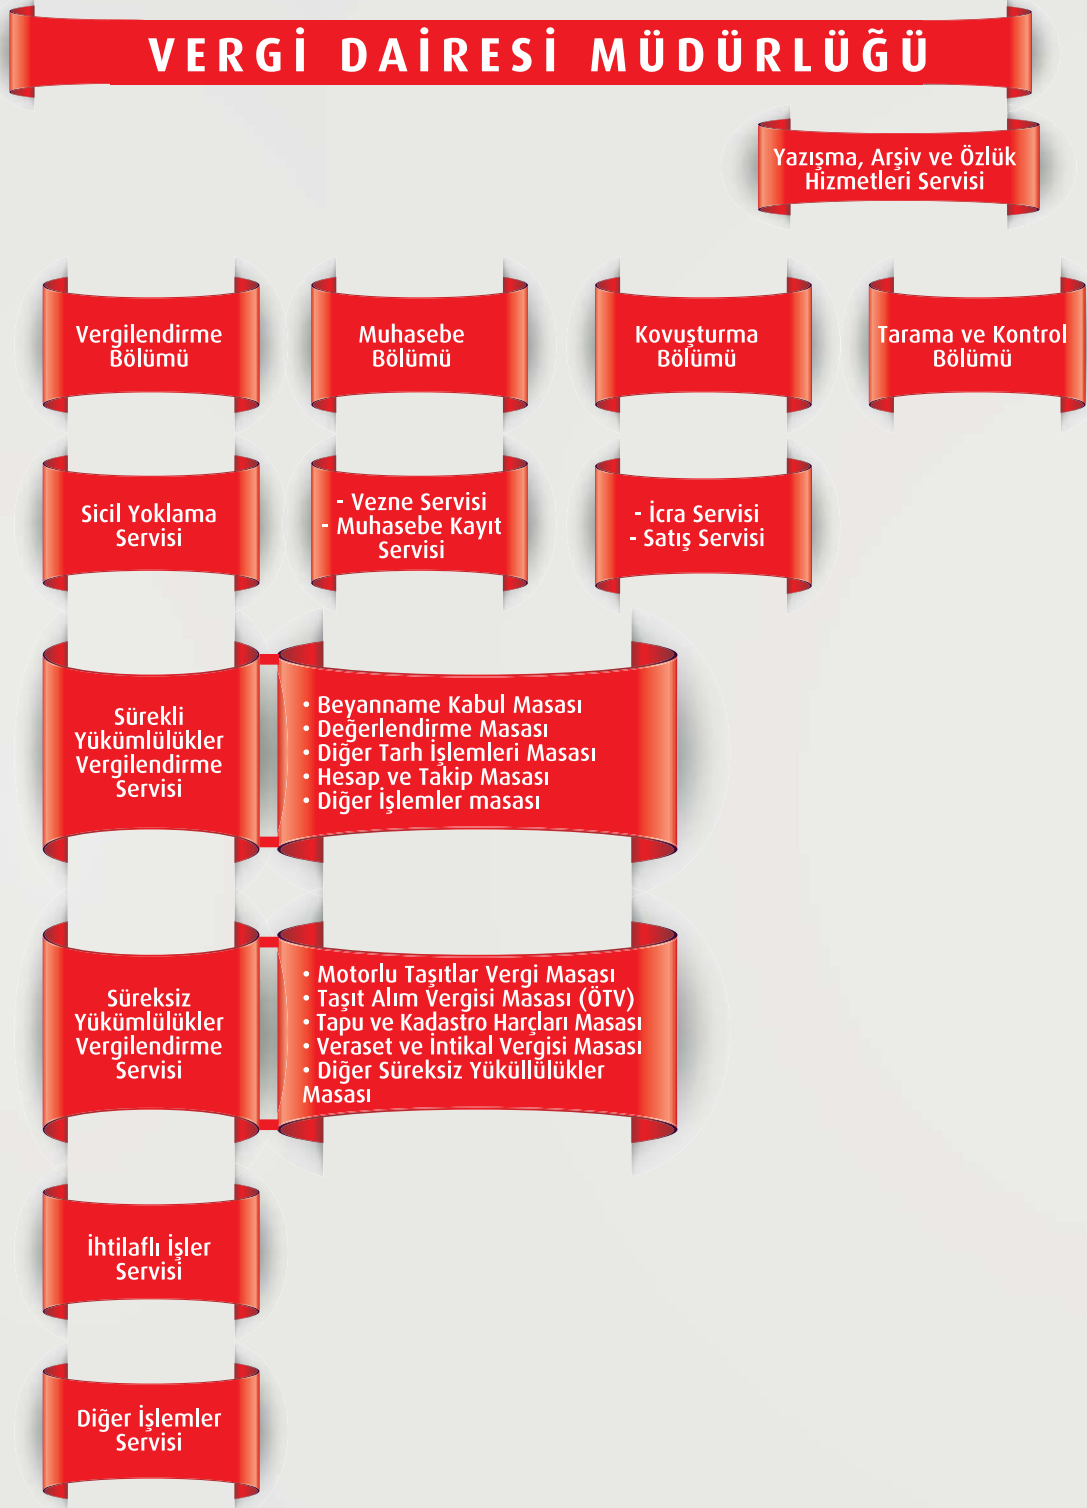 VERGİ DAİRESİ MÜDÜRLÜĞÜ
Yazışma, Arşiv ve Özlük
Hizmetleri Servisi
Vergilendirme
Bölümü
Muhasebe
Bölümü
Kovuşturma
Bölümü
Tarama ve Kontrol
Bölümü
Sicil Yoklama
Servisi
- Vezne Servisi
- Muhasebe Kayıt
Servisi
- İcra Servisi
- Satış Servisi
Sürekli
Yükümlülükler
Vergilendirme
Servisi
• Beyanname Kabul Masası
• Değerlendirme Masası
• Diğer Tarh İşlemleri Masası
• Hesap ve Takip Masası
• Diğer İşlemler masası
Süreksiz
Yükümlülükler
Vergilendirme
Servisi
• Motorlu Taşıtlar Vergi Masası
• Taşıt Alım Vergisi Masası (ÖTV)
• Tapu ve Kadastro Harçları Masası
• Veraset ve İntikal Vergisi Masası
• Diğer Süreksiz Yüküllülükler
Masası
İhtilaflı İşler
Servisi
Diğer İşlemler
Servisi